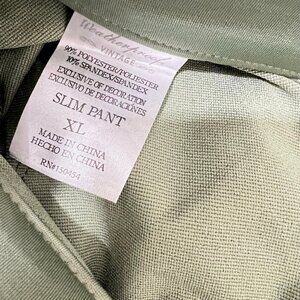 Weatherproof
VINTAGE
90% POLYESTER/POLIESTER
10% SPANDEX/SPANDEX
EXCLUSIVE OF DECORATION
EXCLUSIVO DE DECORACIONES
SLIM PANT
XL
MADE IN CHINA
HECHO EN CHINA
RN#150454